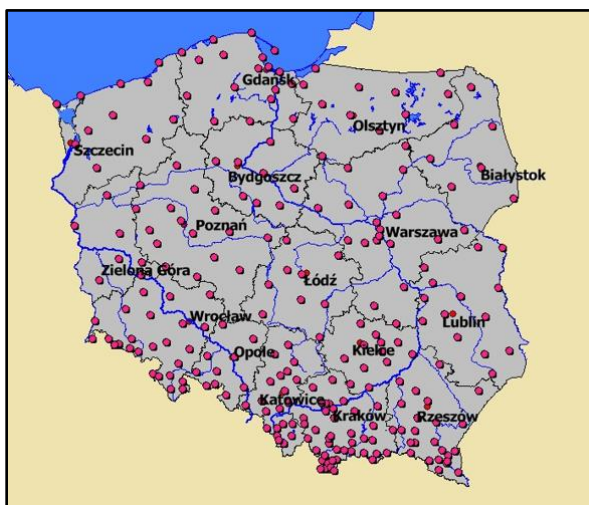 Gdańsk
Olsztyn
Szczecin
Białystok
Bydgoszcz
Poznań
Warszawa
Zielona Góra
Łódź
Wrocław
Lublin
Opole
Kielce
Katowice
Kraków
Rzeszów